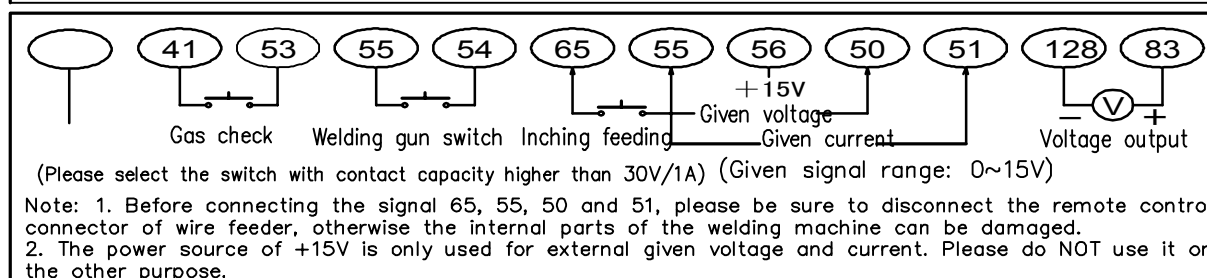 41 53 55 54 65 55 56 50 51 128 83
+15V
Given voltage
Gas check Welding gun switch Inching feeding Given current − V + Voltage output
(Please select the switch with contact capacity higher than 30V/1A) (Given signal range: 0~15V)
Note: 1. Before connecting the signal 65, 55, 50 and 51, please be sure to disconnect the remote contro
connector of wire feeder, otherwise the internal parts of the welding machine can be damaged.
2. The power source of +15V is only used for external given voltage and current. Please do NOT use it or
the other purpose.